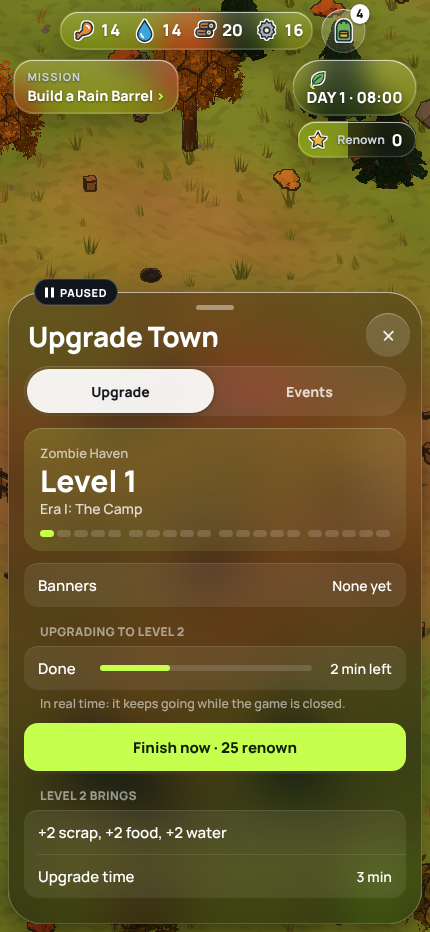 14 14 20 16 4
MISSION
Build a Rain Barrel ›
DAY 1 · 08:00
Renown 0
PAUSED
Upgrade Town
Upgrade Events
Zombie Haven
Level 1
Era I: The Camp
Banners None yet
UPGRADING TO LEVEL 2
Done 2 min left
In real time: it keeps going while the game is closed.
Finish now · 25 renown
LEVEL 2 BRINGS
+2 scrap, +2 food, +2 water
Upgrade time 3 min